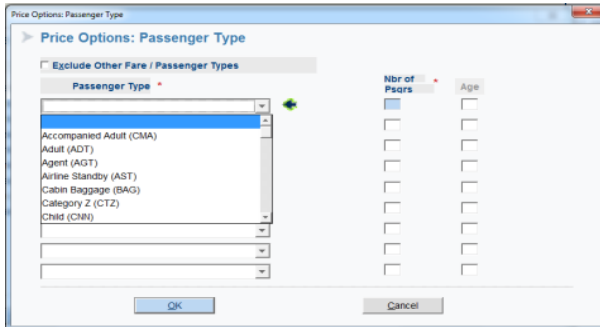 Price Options: Passenger Type
Price Options: Passenger Type
Exclude Other Fare / Passenger Types
Passenger Type *
Nbr of * Age
Psgrs
Accompanied Adult (CMA)
Adult (ADT)
Agent (AGT)
Airline Standby (AST)
Cabin Baggage (BAG)
Category Z (CTZ)
Child (CNN)
OK Cancel